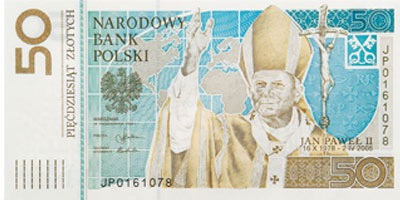 50
PIĘĆDZIESIĄT ZŁOTYCH
NARODOWY
BANK
POLSKI
50
JP0161078
JAN PAWEŁ II
16 X 1978 - 2 IV 2005
JP0161078
50